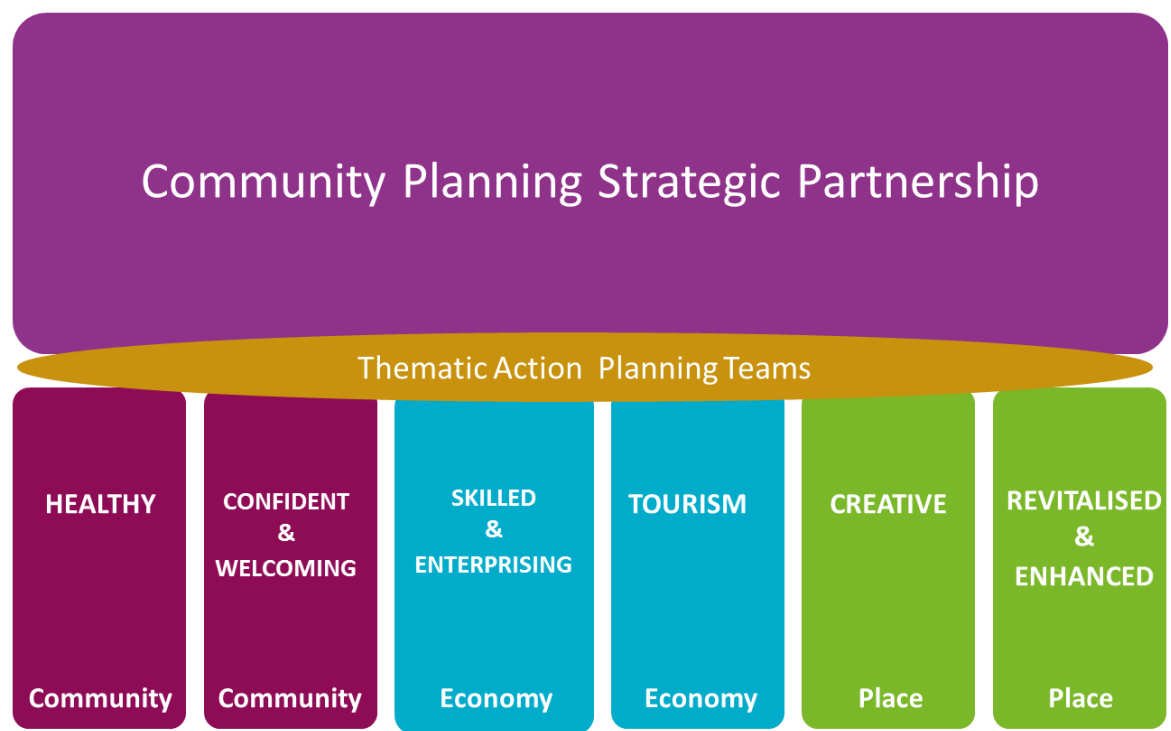 Community Planning Strategic Partnership
Thematic Action Planning Teams
HEALTHY
Community
CONFIDENT
&
WELCOMING
Community
SKILLED
&
ENTERPRISING
Economy
TOURISM
Economy
CREATIVE
Place
REVITALISED
&
ENHANCED
Place